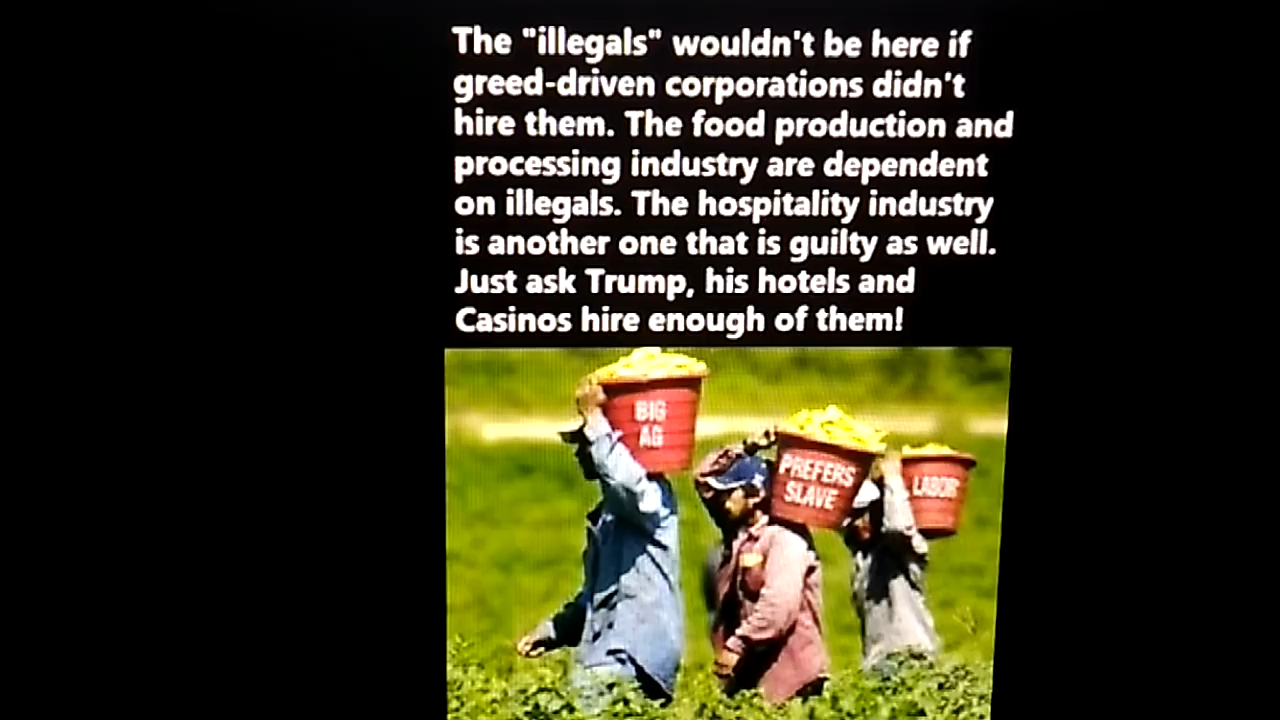 The "illegals" wouldn't be here if
greed-driven corporations didn't
hire them. The food production and
processing industry are dependent
on illegals. The hospitality industry
is another one that is guilty as well.
Just ask Trump, his hotels and
Casinos hire enough of them!
BIG
AG
PREFERS
SLAVE
LABOR